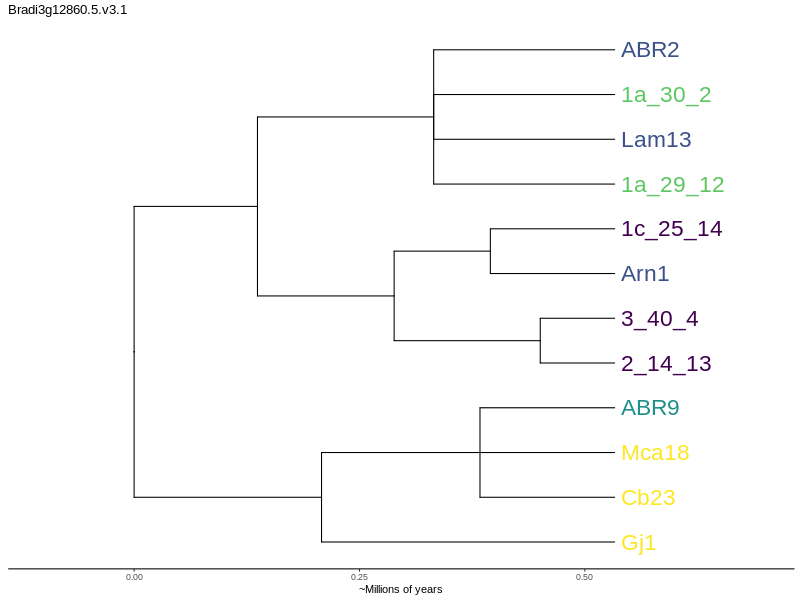 Bradi3g12860.5.v3.1
ABR2
1a_30_2
Lam13
1a_29_12
1c_25_14
Arn1
3_40_4
2_14_13
ABR9
Mca18
Cb23
Gj1
0.00 0.25 0.50
~Millions of years